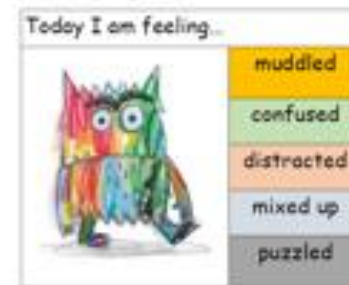 Today I am feeling...
muddled
confused
distracted
mixed up
puzzled